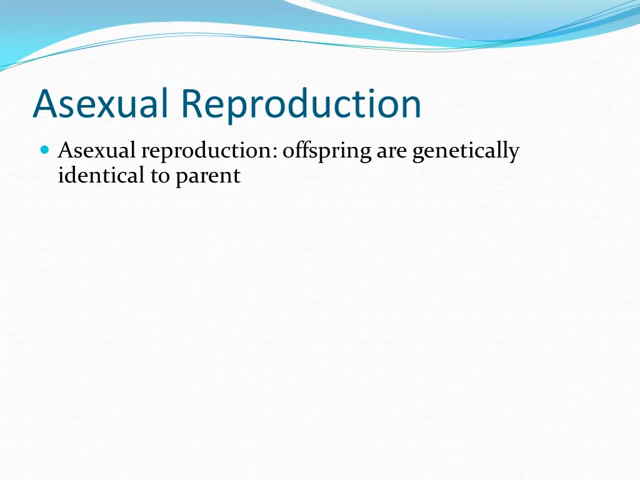 Asexual Reproduction
• Asexual reproduction: offspring are genetically
identical to parent